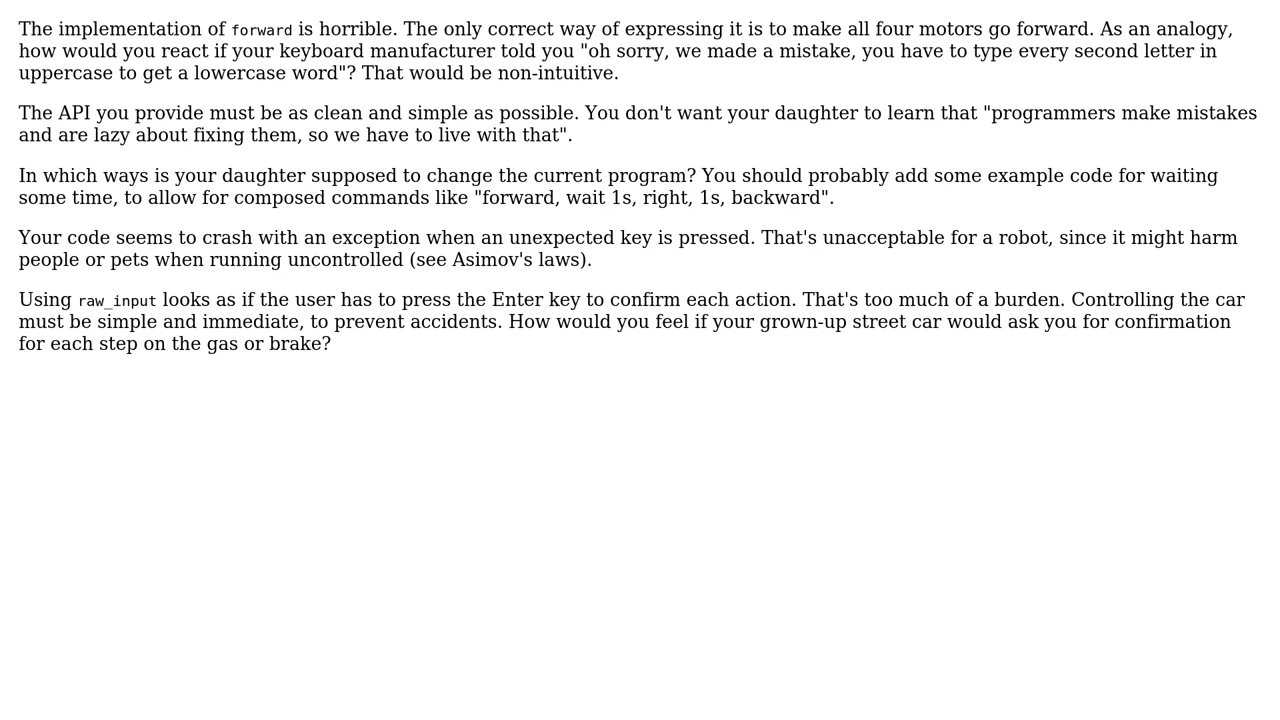 The implementation of forward is horrible. The only correct way of expressing it is to make all four motors go forward. As an analogy,
how would you react if your keyboard manufacturer told you "oh sorry, we made a mistake, you have to type every second letter in
uppercase to get a lowercase word"? That would be non-intuitive.
The API you provide must be as clean and simple as possible. You don't want your daughter to learn that "programmers make mistakes
and are lazy about fixing them, so we have to live with that".
In which ways is your daughter supposed to change the current program? You should probably add some example code for waiting
some time, to allow for composed commands like "forward, wait 1s, right, 1s, backward".
Your code seems to crash with an exception when an unexpected key is pressed. That's unacceptable for a robot, since it might harm
people or pets when running uncontrolled (see Asimov's laws).
Using raw_input looks as if the user has to press the Enter key to confirm each action. That's too much of a burden. Controlling the car
must be simple and immediate, to prevent accidents. How would you feel if your grown-up street car would ask you for confirmation
for each step on the gas or brake?